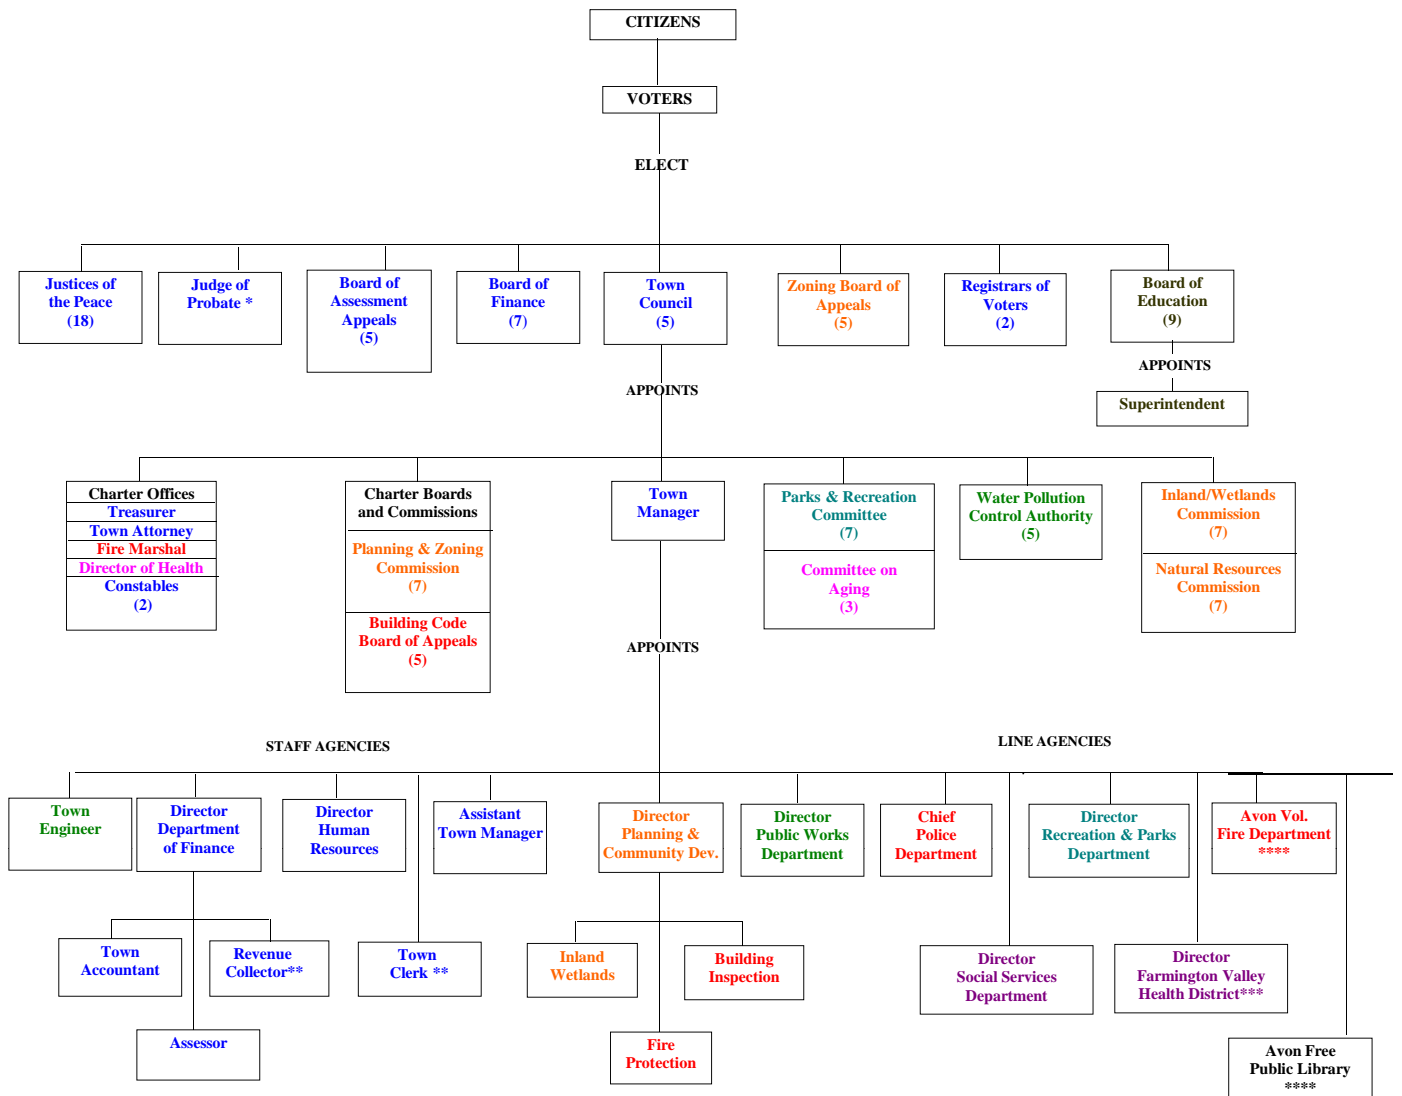 CITIZENS
VOTERS
ELECT
Justices of
the Peace
(18)
Judge of
Probate *
Board of
Assessment
Appeals
(5)
Board of
Finance
(7)
Town
Council
(5)
Zoning Board of
Appeals
(5)
Registrars of
Voters
(2)
Board of
Education
(9)
APPOINTS
Superintendent
APPOINTS
Charter Offices
Treasurer
Town Attorney
Fire Marshal
Director of Health
Constables
(2)
Charter Boards
and Commissions
Planning & Zoning
Commission
(7)
Building Code
Board of Appeals
(5)
Town
Manager
Parks & Recreation
Committee
(7)
Committee on
Aging
(3)
Water Pollution
Control Authority
(5)
Inland/Wetlands
Commission
(7)
Natural Resources
Commission
(7)
APPOINTS
STAFF AGENCIES
LINE AGENCIES
Town
Engineer
Director
Department
of Finance
Director
Human
Resources
Assistant
Town Manager
Director
Planning &
Community Dev.
Director
Public Works
Department
Chief
Police
Department
Director
Recreation & Parks
Department
Avon Vol.
Fire Department
****
Town
Accountant
Revenue
Collector**
Town
Clerk **
Inland
Wetlands
Building
Inspection
Director
Social Services
Department
Director
Farmington Valley
Health District***
Assessor
Fire
Protection
Avon Free
Public Library
****